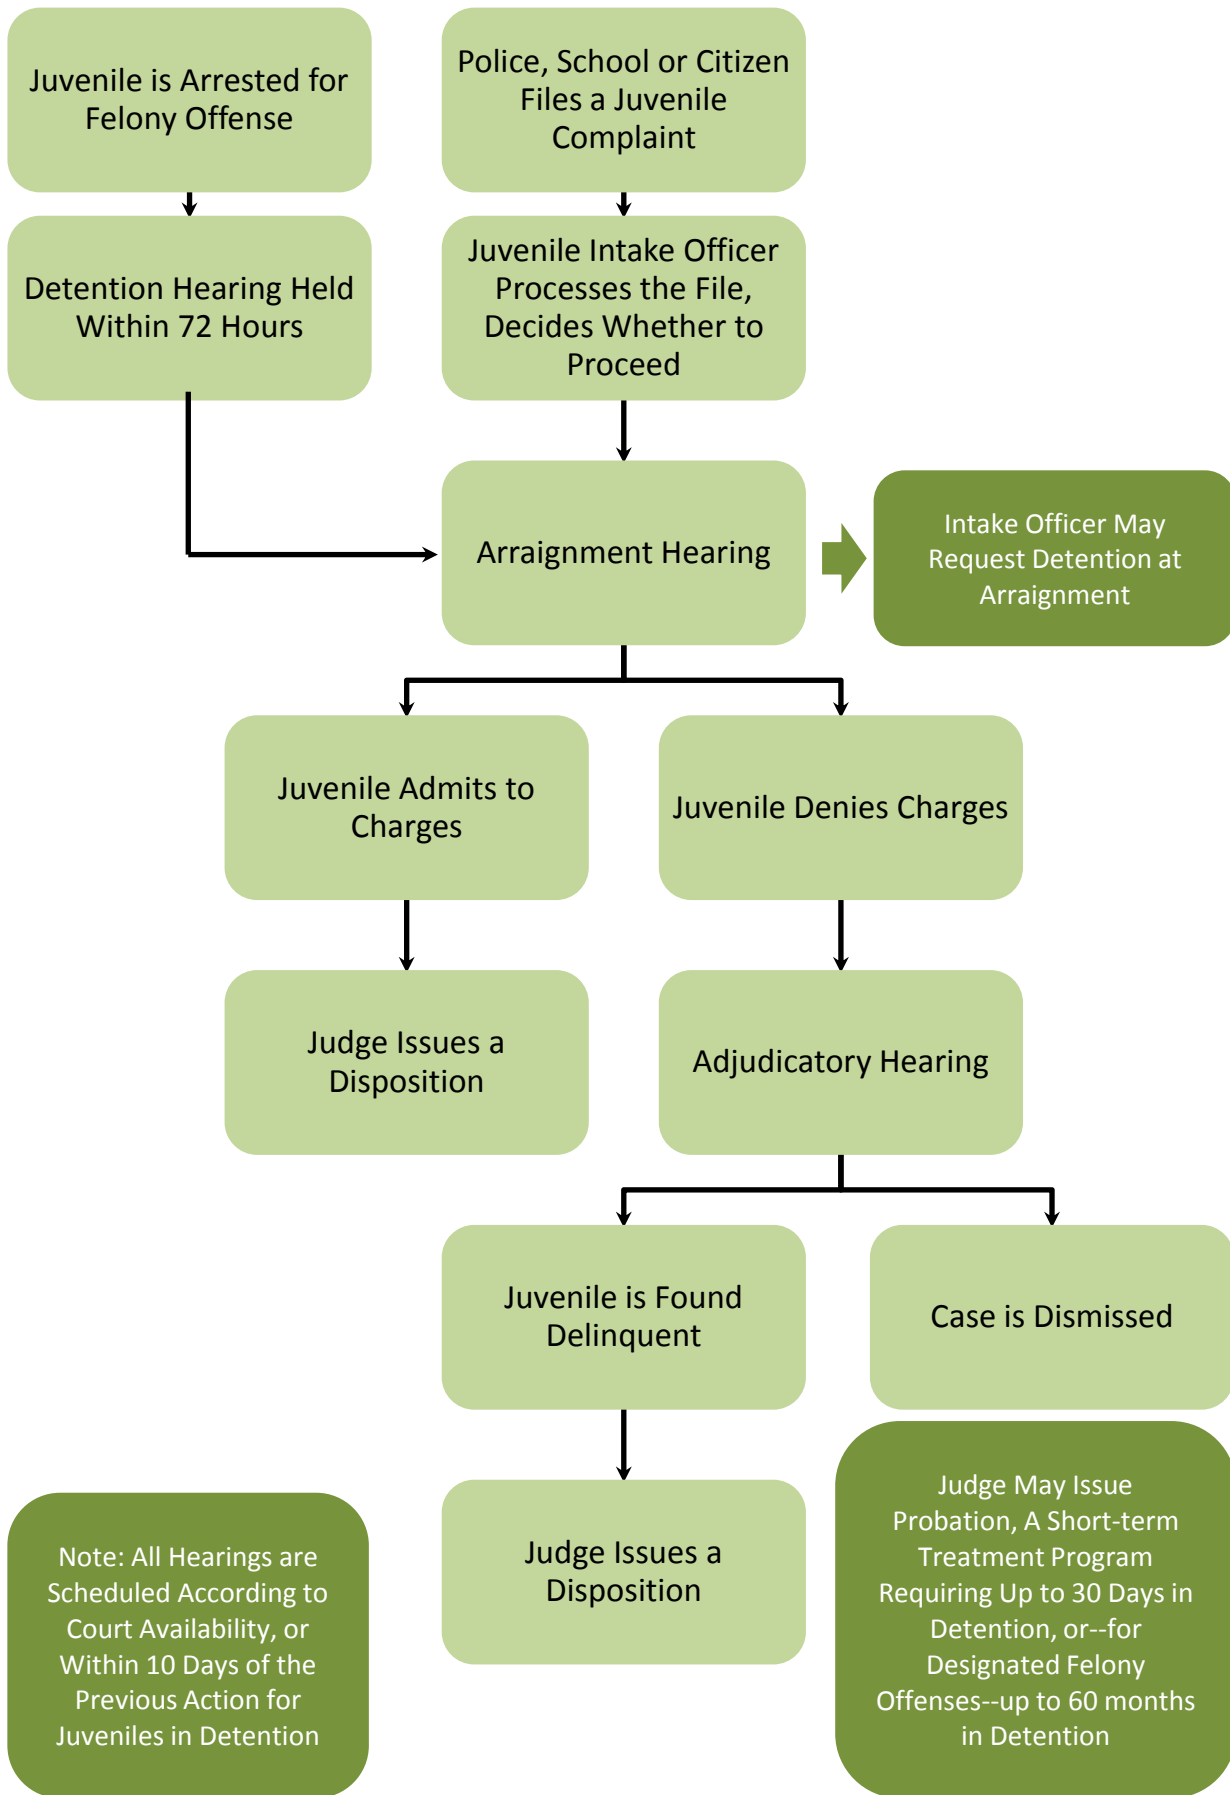 Juvenile is Arrested for
Felony Offense
Police, School or Citizen
Files a Juvenile
Complaint
Detention Hearing Held
Within 72 Hours
Juvenile Intake Officer
Processes the File,
Decides Whether to
Proceed
Arraignment Hearing
Intake Officer May
Request Detention at
Arraignment
Juvenile Admits to
Charges
Juvenile Denies Charges
Judge Issues a
Disposition
Adjudicatory Hearing
Juvenile is Found
Delinquent
Case is Dismissed
Note: All Hearings are
Scheduled According to
Court Availability, or
Within 10 Days of the
Previous Action for
Juveniles in Detention
Judge Issues a
Disposition
Judge May Issue
Probation, A Short-term
Treatment Program
Requiring Up to 30 Days in
Detention, or--for
Designated Felony
Offenses--up to 60 months
in Detention